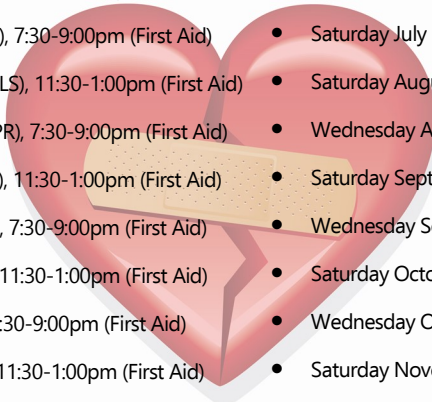 ), 7:30-9:00pm (First Aid)
LS), 11:30-1:00pm (First Aid)
PR), 7:30-9:00pm (First Aid)
), 11:30-1:00pm (First Aid)
, 7:30-9:00pm (First Aid)
11:30-1:00pm (First Aid)
:30-9:00pm (First Aid)
11:30-1:00pm (First Aid)
• Saturday July
• Saturday Aug
• Wednesday A
• Saturday Sept
• Wednesday Se
• Saturday Octo
• Wednesday O
• Saturday Nove